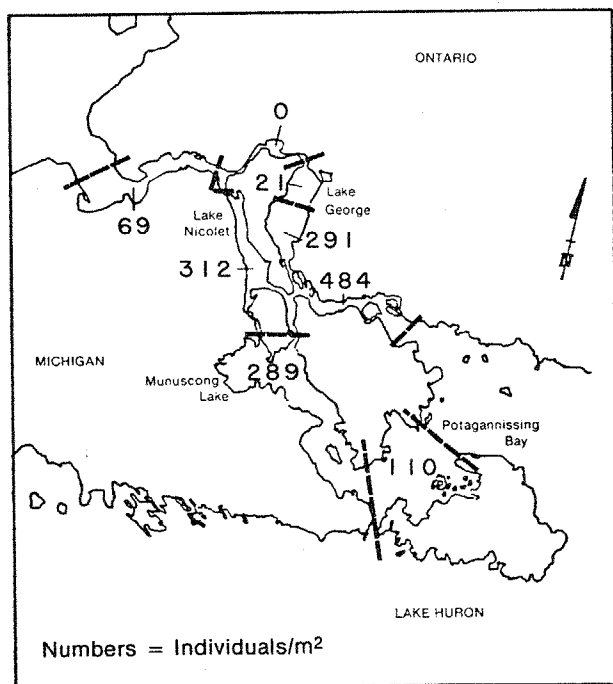 ONTARIO
0
21
Lake
George
69
Lake
Nicolet
291
312
484
N
MICHIGAN
289
Munuscong
Lake
Potagannissing
Bay
110
LAKE HURON
Numbers = Individuals/m²